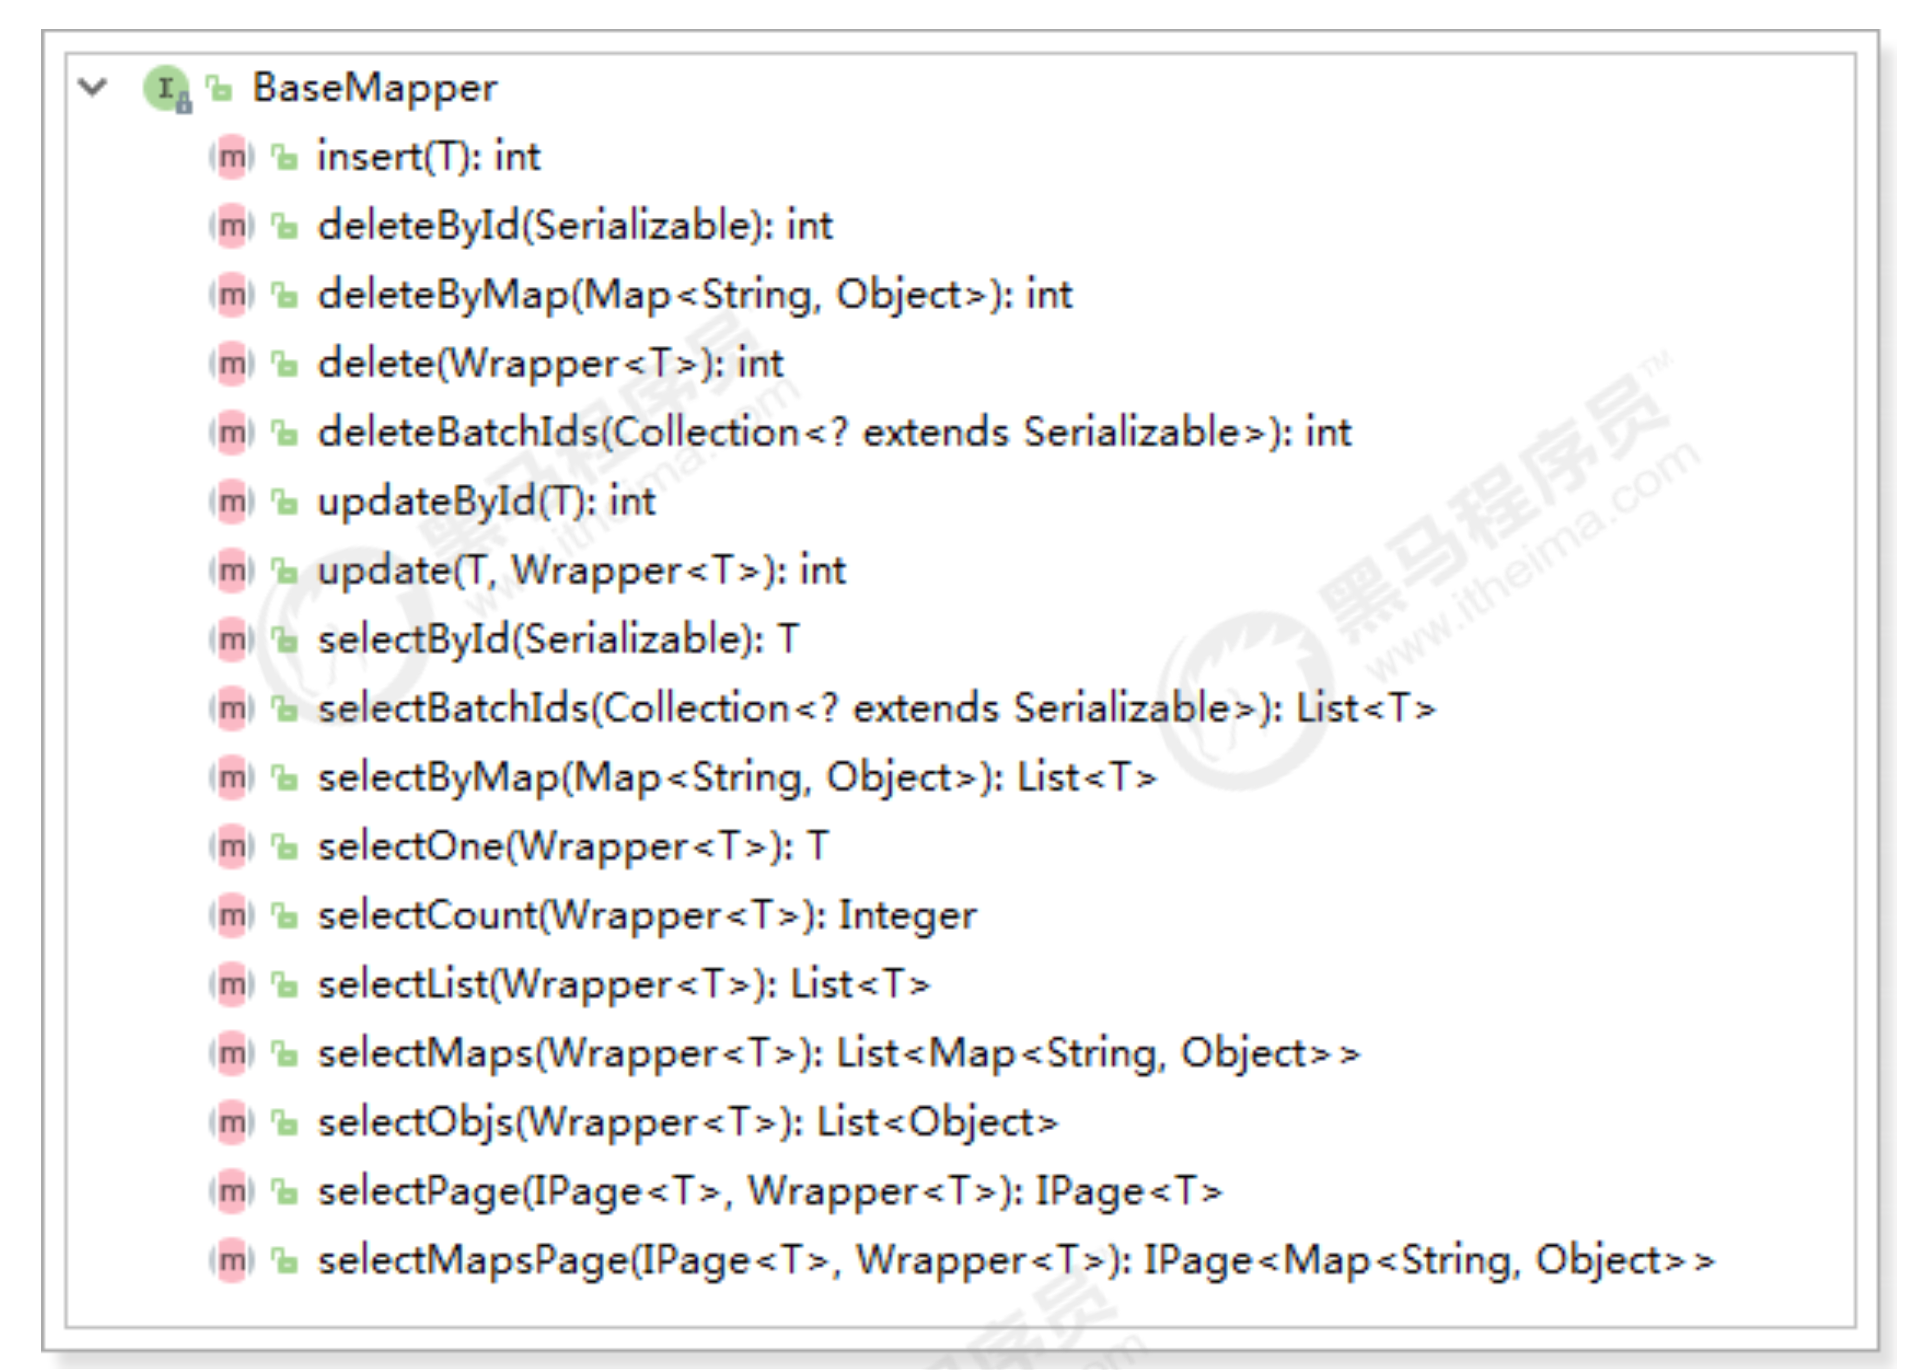 BaseMapper
insert(T): int
deleteById(Serializable): int
deleteByMap(Map<String, Object>): int
delete(Wrapper<T>): int
deleteBatchIds(Collection<? extends Serializable>): int
updateById(T): int
update(T, Wrapper<T>): int
selectById(Serializable): T
selectBatchIds(Collection<? extends Serializable>): List<T>
selectByMap(Map<String, Object>): List<T>
selectOne(Wrapper<T>): T
selectCount(Wrapper<T>): Integer
selectList(Wrapper<T>): List<T>
selectMaps(Wrapper<T>): List<Map<String, Object>>
selectObjs(Wrapper<T>): List<Object>
selectPage(IPage<T>, Wrapper<T>): IPage<T>
selectMapsPage(IPage<T>, Wrapper<T>): IPage<Map<String, Object>>
黑马程序员
www.itheima.com
黑马程序员™
www.itheima.com
程序员